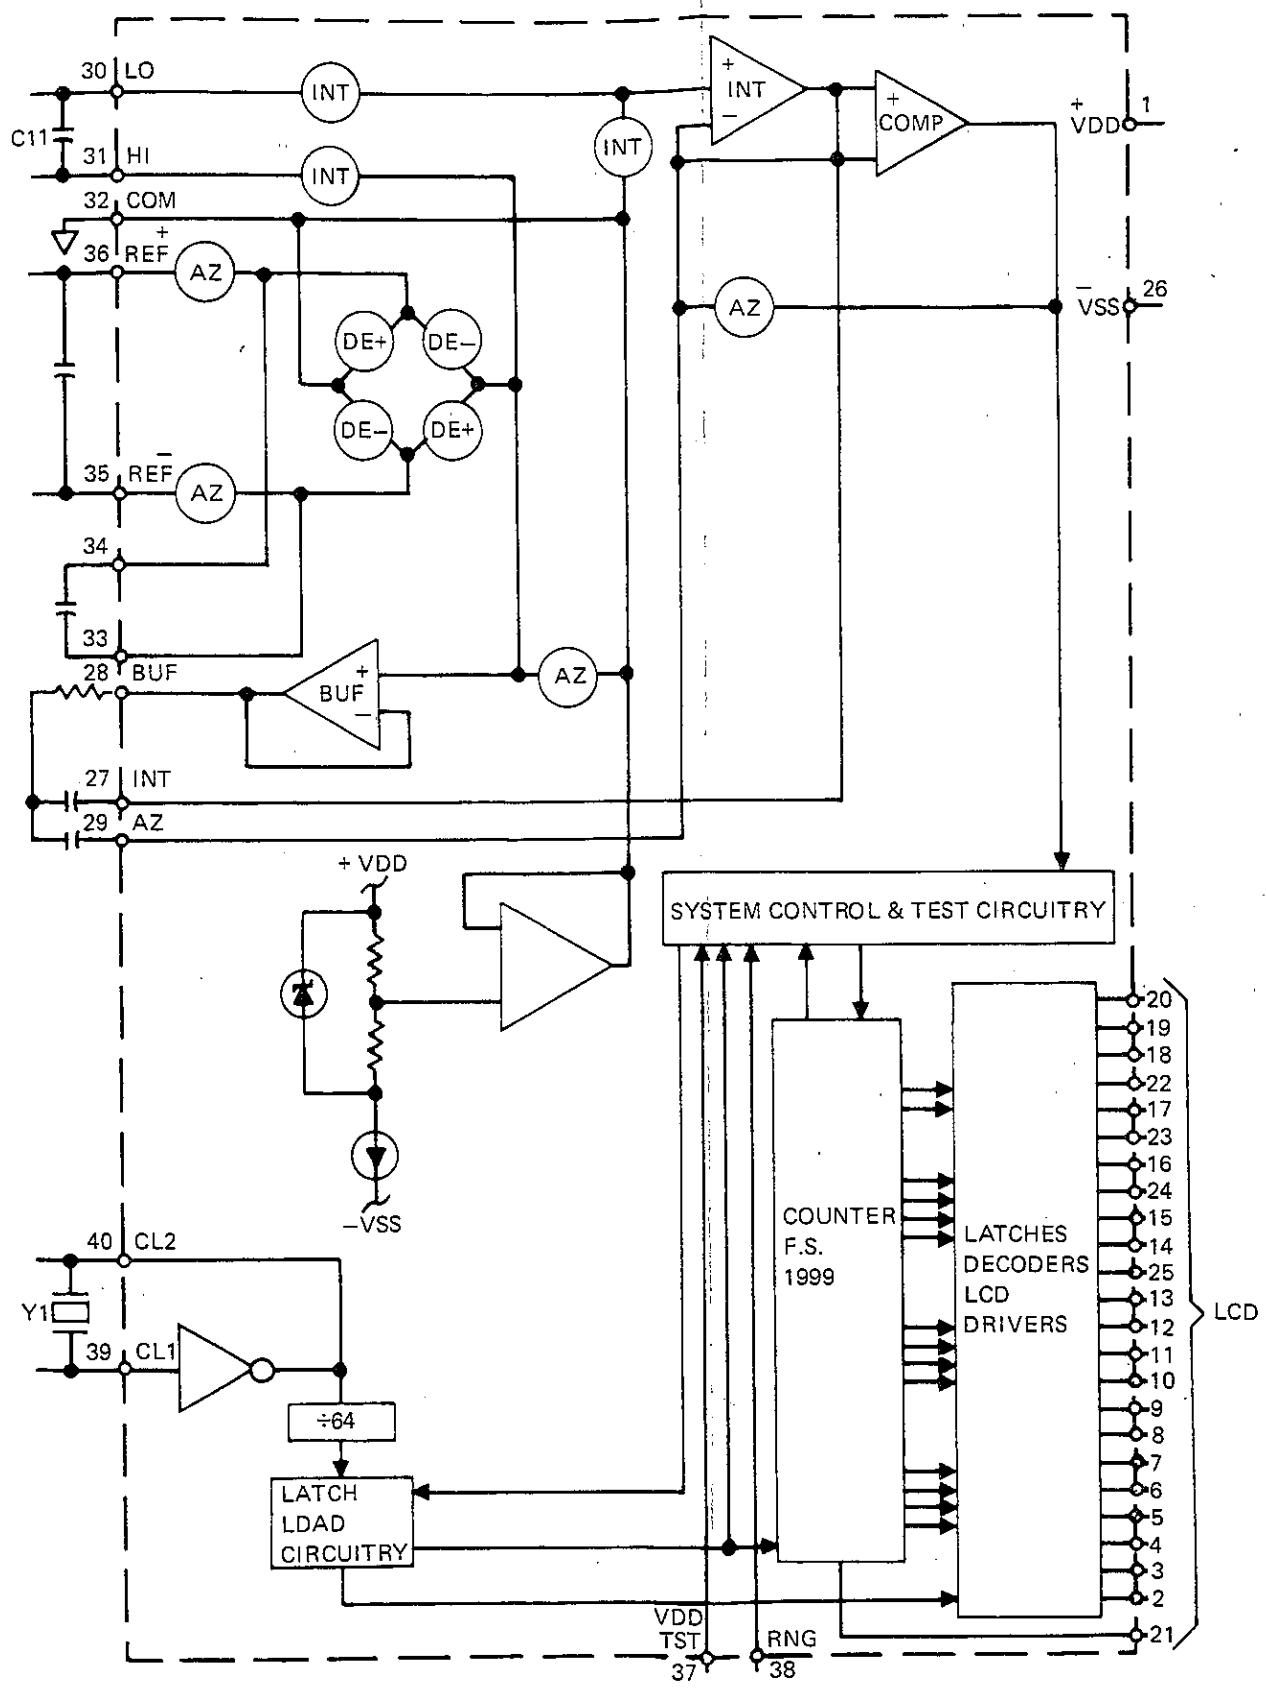 30 LO
INT
+
INT
−
+
COMP
+
VDD
1
C11
INT
31 HI
INT
32 COM
+
36 REF
AZ
−
VSS
26
AZ
DE+
DE−
DE−
DE+
−
35 REF
AZ
34
33
28 BUF
+
BUF
−
AZ
27 INT
29 AZ
+ VDD
SYSTEM CONTROL & TEST CIRCUITRY
−VSS
COUNTER
F.S.
1999
LATCHES
DECODERS
LCD
DRIVERS
20
19
18
22
17
23
16
24
15
14
25
13
12
11
10
9
8
7
6
5
4
3
2
21
LCD
40 CL2
Y1
39 CL1
÷64
LATCH
LDAD
CIRCUITRY
VDD
TST
37
RNG
38